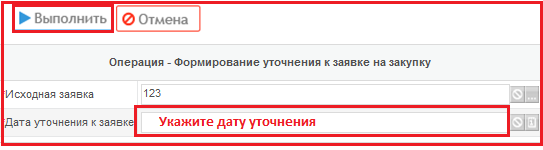 Выполнить Отмена
Операция - Формирование уточнения к заявке на закупку
*Исходная заявка 123 ...
*Дата уточнения к заявке Укажите дату уточнения